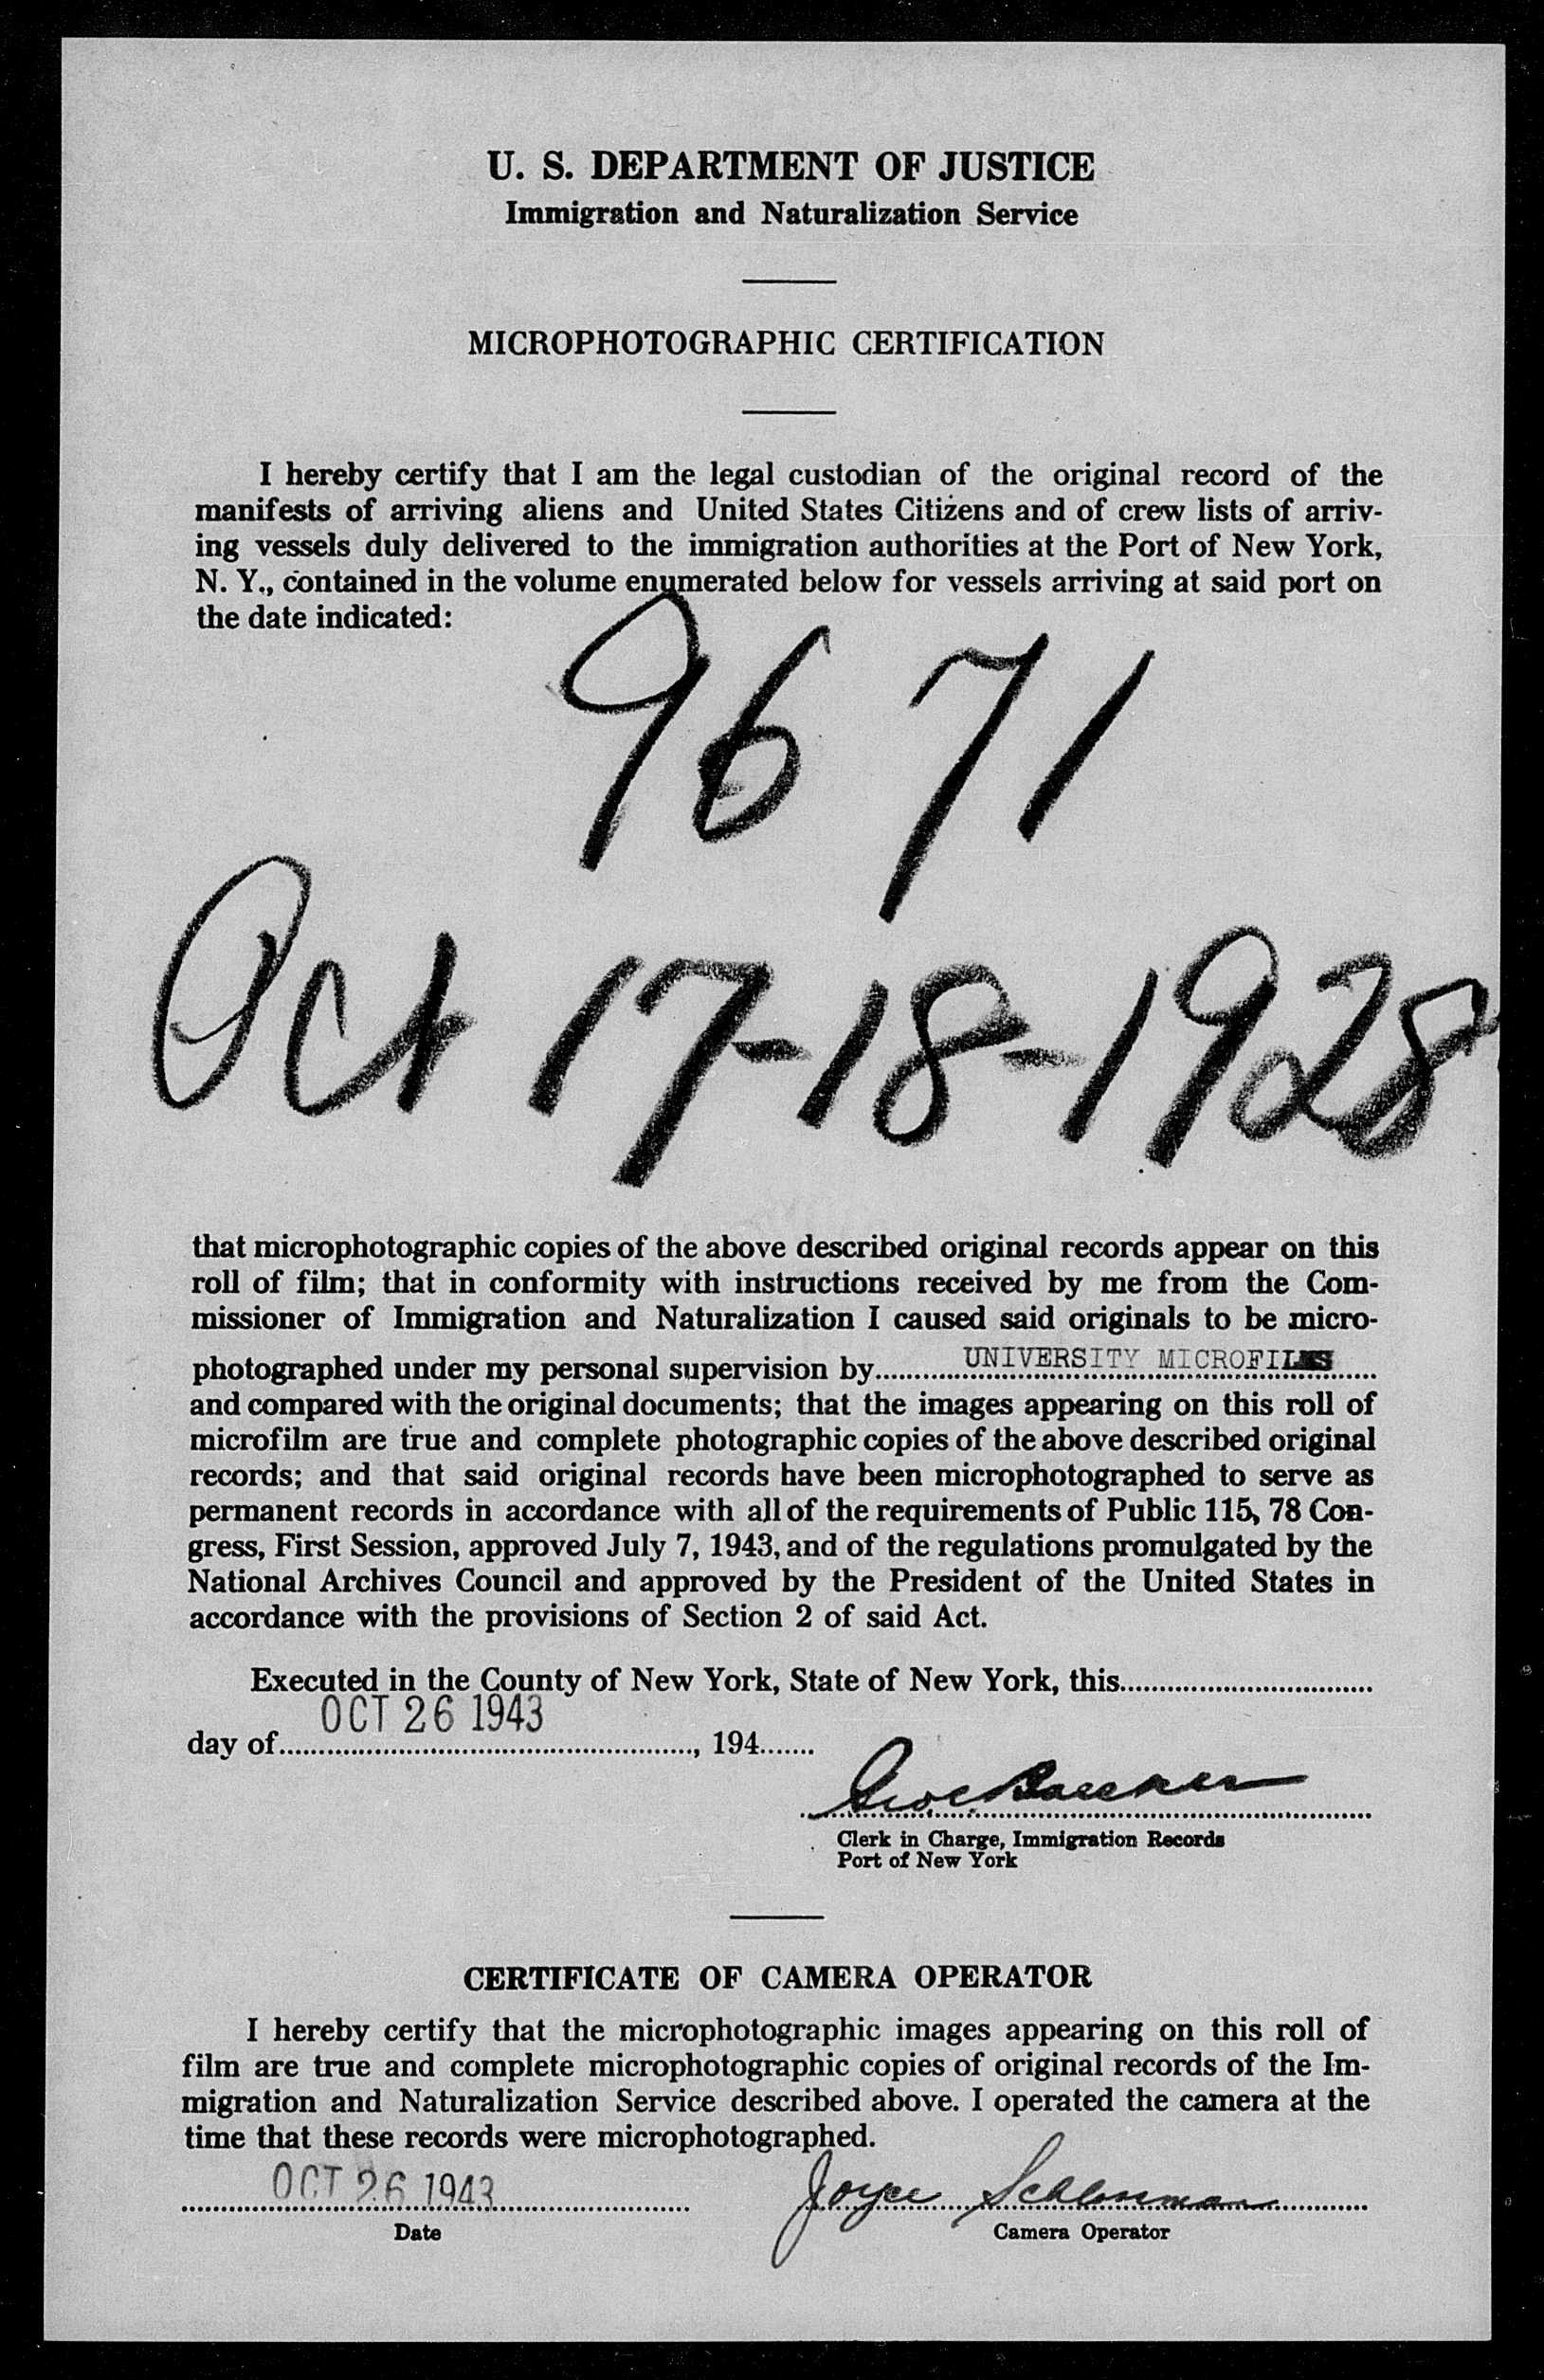 U. S. DEPARTMENT OF JUSTICE
Immigration and Naturalization Service
MICROPHOTOGRAPHIC CERTIFICATION
I hereby certify that I am the legal custodian of the original record of the
manifests of arriving aliens and United States Citizens and of crew lists of arriv-
ing vessels duly delivered to the immigration authorities at the Port of New York,
N. Y., contained in the volume enumerated below for vessels arriving at said port on
the date indicated:
9671
Oct 17-18-1928
that microphotographic copies of the above described original records appear on this
roll of film; that in conformity with instructions received by me from the Com-
missioner of Immigration and Naturalization I caused said originals to be micro-
photographed under my personal supervision by UNIVERSITY MICROFILMS
and compared with the original documents; that the images appearing on this roll of
microfilm are true and complete photographic copies of the above described original
records; and that said original records have been microphotographed to serve as
permanent records in accordance with all of the requirements of Public 115, 78 Con-
gress, First Session, approved July 7, 1943, and of the regulations promulgated by the
National Archives Council and approved by the President of the United States in
accordance with the provisions of Section 2 of said Act.
Executed in the County of New York, State of New York, this
OCT 26 1943
day of , 194
Clerk in Charge, Immigration Records
Port of New York
CERTIFICATE OF CAMERA OPERATOR
I hereby certify that the microphotographic images appearing on this roll of
film are true and complete microphotographic copies of original records of the Im-
migration and Naturalization Service described above. I operated the camera at the
time that these records were microphotographed.
OCT 26 1943 Joyce
Date Camera Operator